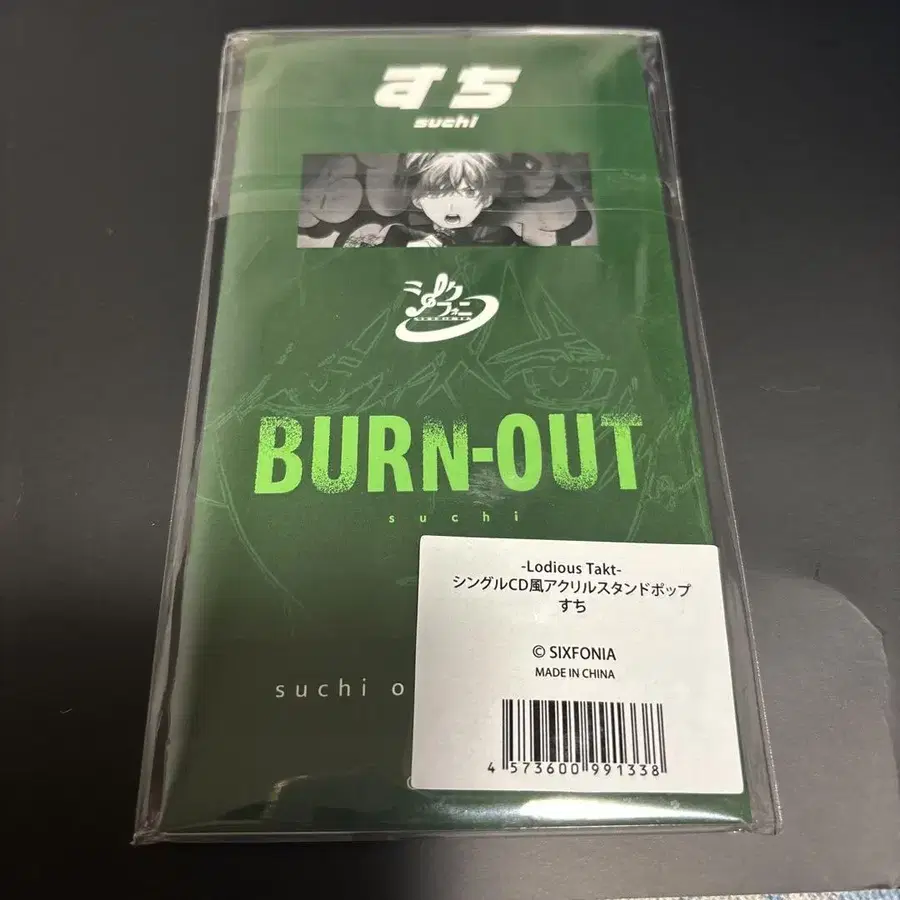 すち
suchi
シクフォニ
BURN-OUT
suchi
suchi o
-Lodious Takt-
シングルCD風アクリルスタンドポップ
すち
© SIXFONIA
MADE IN CHINA
4 573600 991338